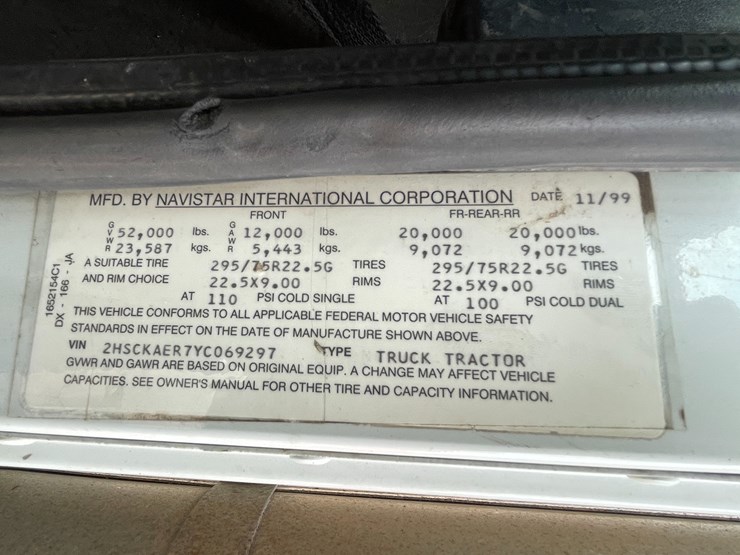 MFD. BY NAVISTAR INTERNATIONAL CORPORATION DATE 11/99
FRONT FR-REAR-RR
GVWR 52,000 lbs. GAWR 12,000 lbs. 20,000 20,000 lbs.
23,587 kgs. 5,443 kgs. 9,072 9,072 kgs.
A SUITABLE TIRE 295/75R22.5G TIRES 295/75R22.5G TIRES
AND RIM CHOICE 22.5X9.00 RIMS 22.5X9.00 RIMS
AT 110 PSI COLD SINGLE AT 100 PSI COLD DUAL
THIS VEHICLE CONFORMS TO ALL APPLICABLE FEDERAL MOTOR VEHICLE SAFETY
STANDARDS IN EFFECT ON THE DATE OF MANUFACTURE SHOWN ABOVE.
VIN 2HSCKAER7YC069297 TYPE TRUCK TRACTOR
GVWR AND GAWR ARE BASED ON ORIGINAL EQUIP. A CHANGE MAY AFFECT VEHICLE
CAPACITIES. SEE OWNER'S MANUAL FOR OTHER TIRE AND CAPACITY INFORMATION.
1652154C1
DX - 166 - JA